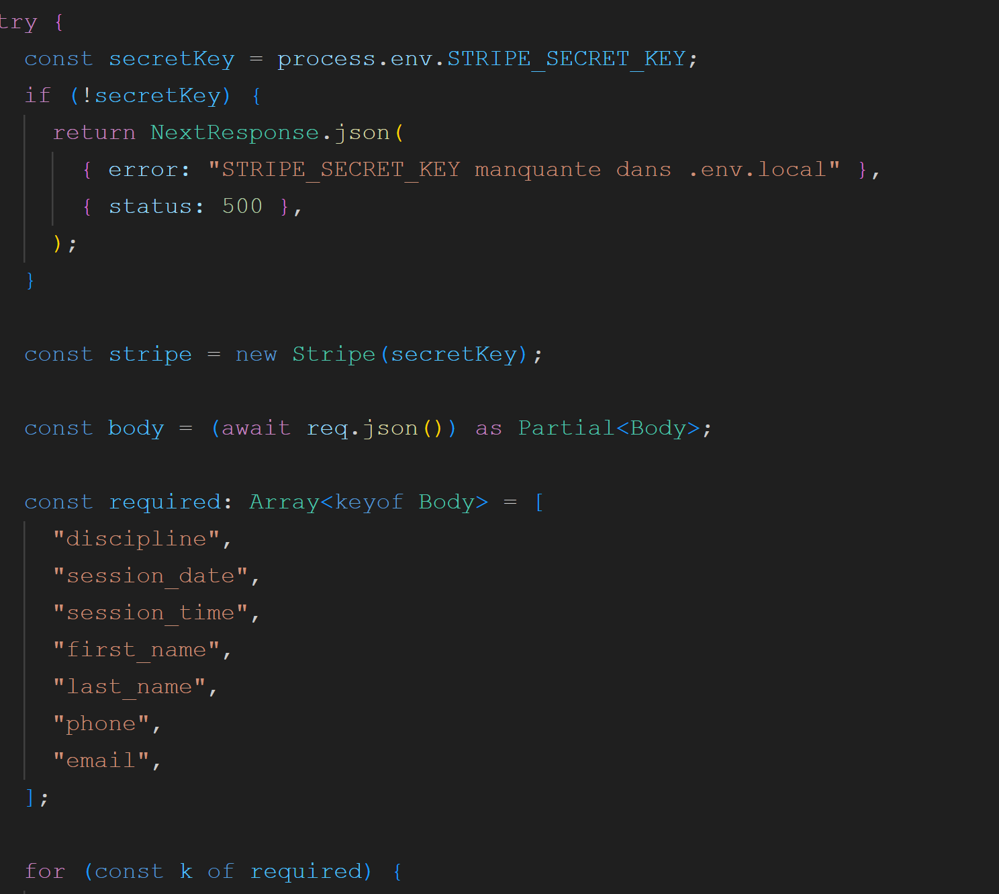 try {
const secretKey = process.env.STRIPE_SECRET_KEY;
if (!secretKey) {
return NextResponse.json(
{ error: "STRIPE_SECRET_KEY manquante dans .env.local" },
{ status: 500 },
);
}
const stripe = new Stripe(secretKey);
const body = (await req.json()) as Partial<Body>;
const required: Array<keyof Body> = [
"discipline",
"session_date",
"session_time",
"first_name",
"last_name",
"phone",
"email",
];
for (const k of required) {